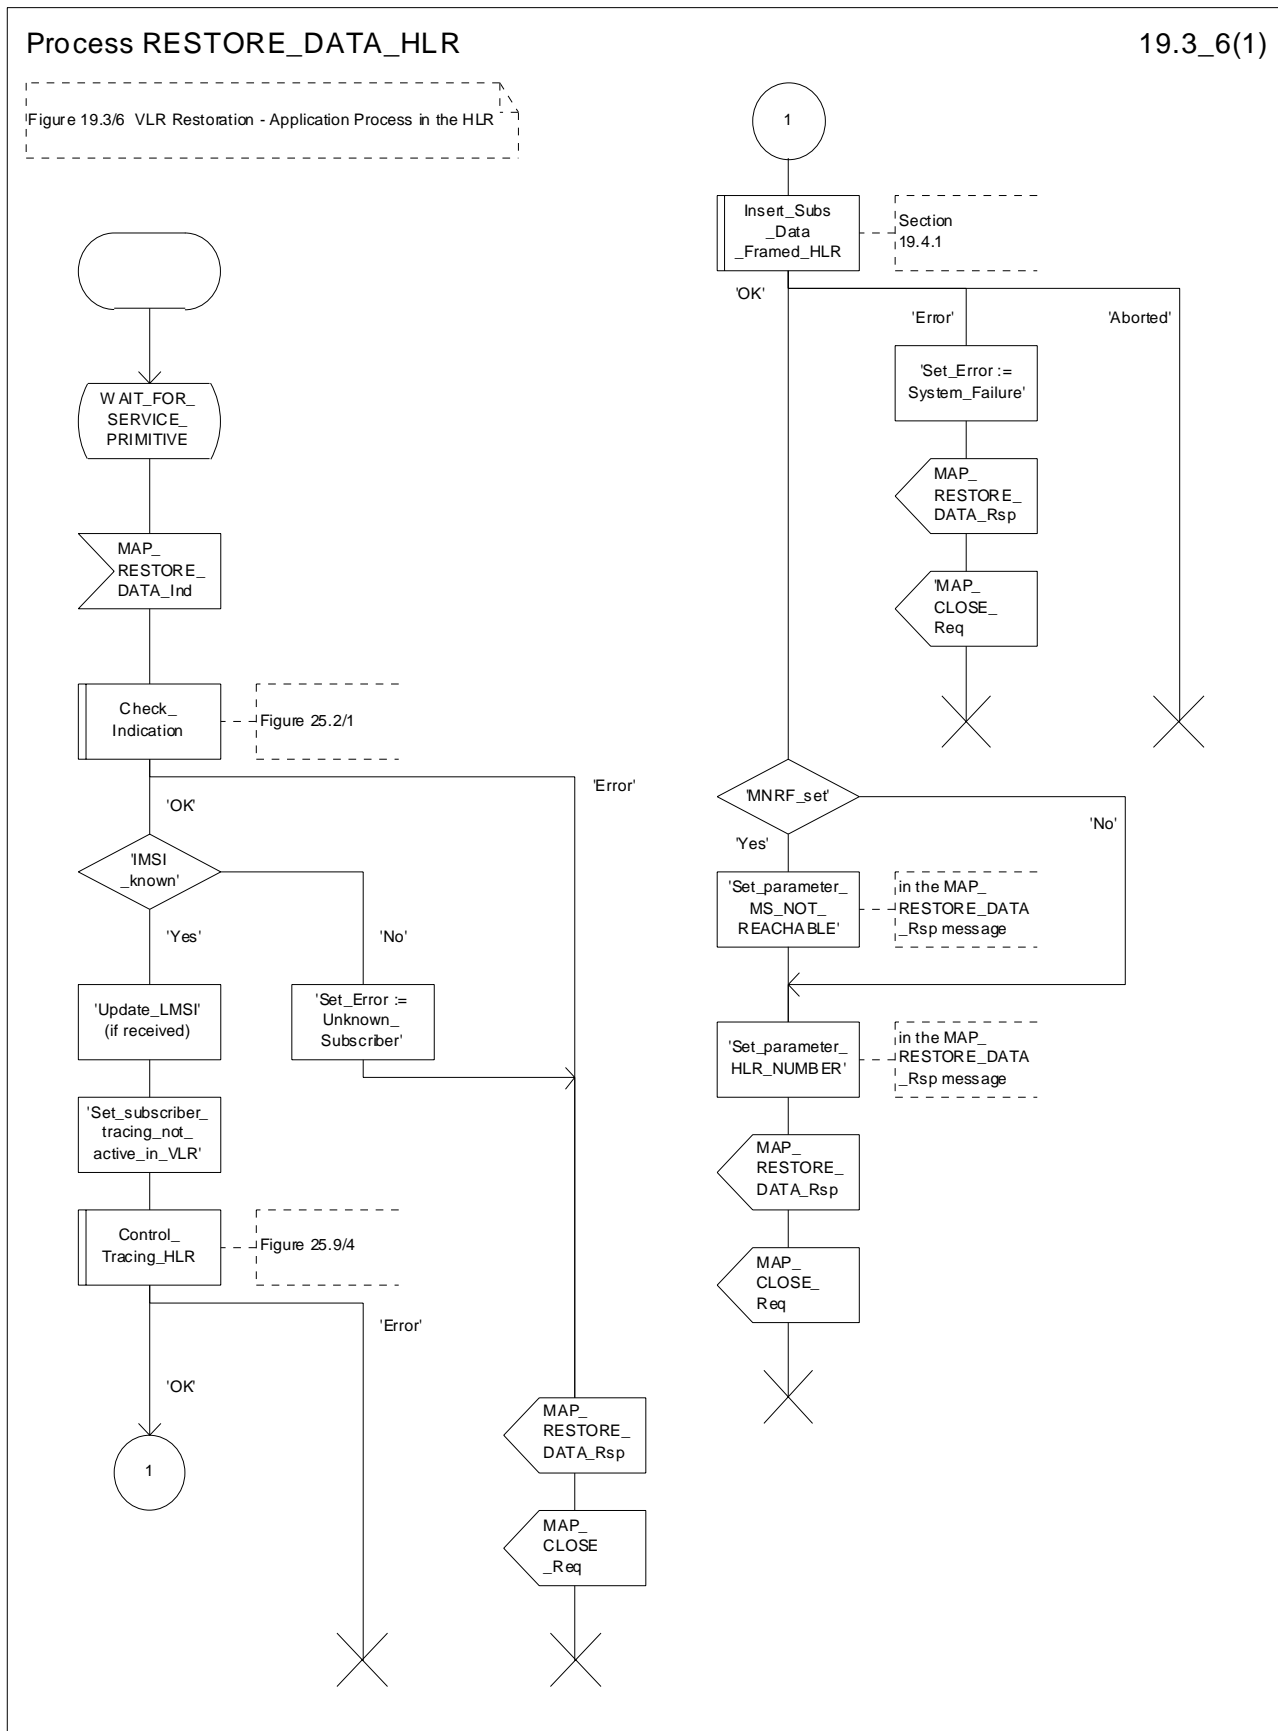 Process RESTORE_DATA_HLR
19.3_6(1)
Figure 19.3/6 VLR Restoration - Application Process in the HLR
WAIT_FOR_
SERVICE_
PRIMITIVE
MAP_
RESTORE_
DATA_Ind
Check_
Indication
Figure 25.2/1
'Error'
'OK'
'IMSI
_known'
'Yes'
'No'
'Update_LMSI'
(if received)
'Set_Error :=
Unknown_
Subscriber'
'Set_subscriber_
tracing_not_
active_in_VLR'
Control_
Tracing_HLR
Figure 25.9/4
'Error'
'OK'
1
MAP_
RESTORE_
DATA_Rsp
MAP_
CLOSE
_Req
1
Insert_Subs
_Data
_Framed_HLR
Section
19.4.1
'OK'
'Error'
'Aborted'
'Set_Error :=
System_Failure'
MAP_
RESTORE_
DATA_Rsp
'MAP_
CLOSE_
Req
'MNRF_set'
'No'
'Yes'
'Set_parameter_
MS_NOT_
REACHABLE'
in the MAP_
RESTORE_DATA
_Rsp message
'Set_parameter_
HLR_NUMBER'
in the MAP_
RESTORE_DATA
_Rsp message
MAP_
RESTORE_
DATA_Rsp
MAP_
CLOSE_
Req